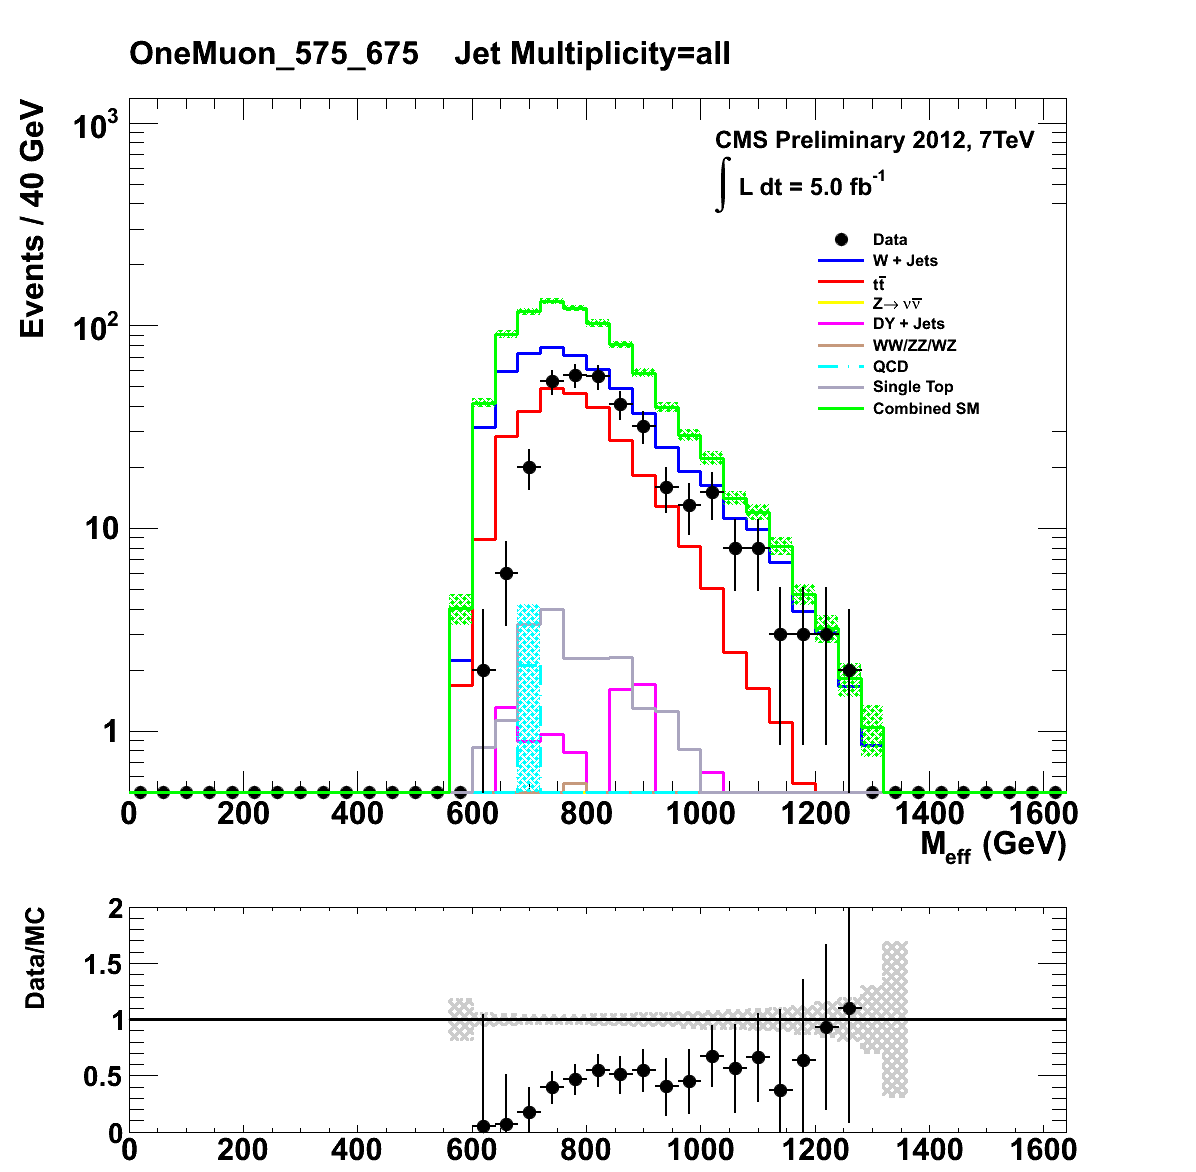 OneMuon_575_675 Jet Multiplicity=all
Events / 40 GeV
10³
10²
10
1
CMS Preliminary 2012, 7TeV
∫ L dt = 5.0 fb⁻¹
Data
W + Jets
tt̅
Z→ νν̅
DY + Jets
WW/ZZ/WZ
QCD
Single Top
Combined SM
0 200 400 600 800 1000 1200 1400 1600
M_eff (GeV)
Data/MC
2
1.5
1
0.5
0
0 200 400 600 800 1000 1200 1400 1600